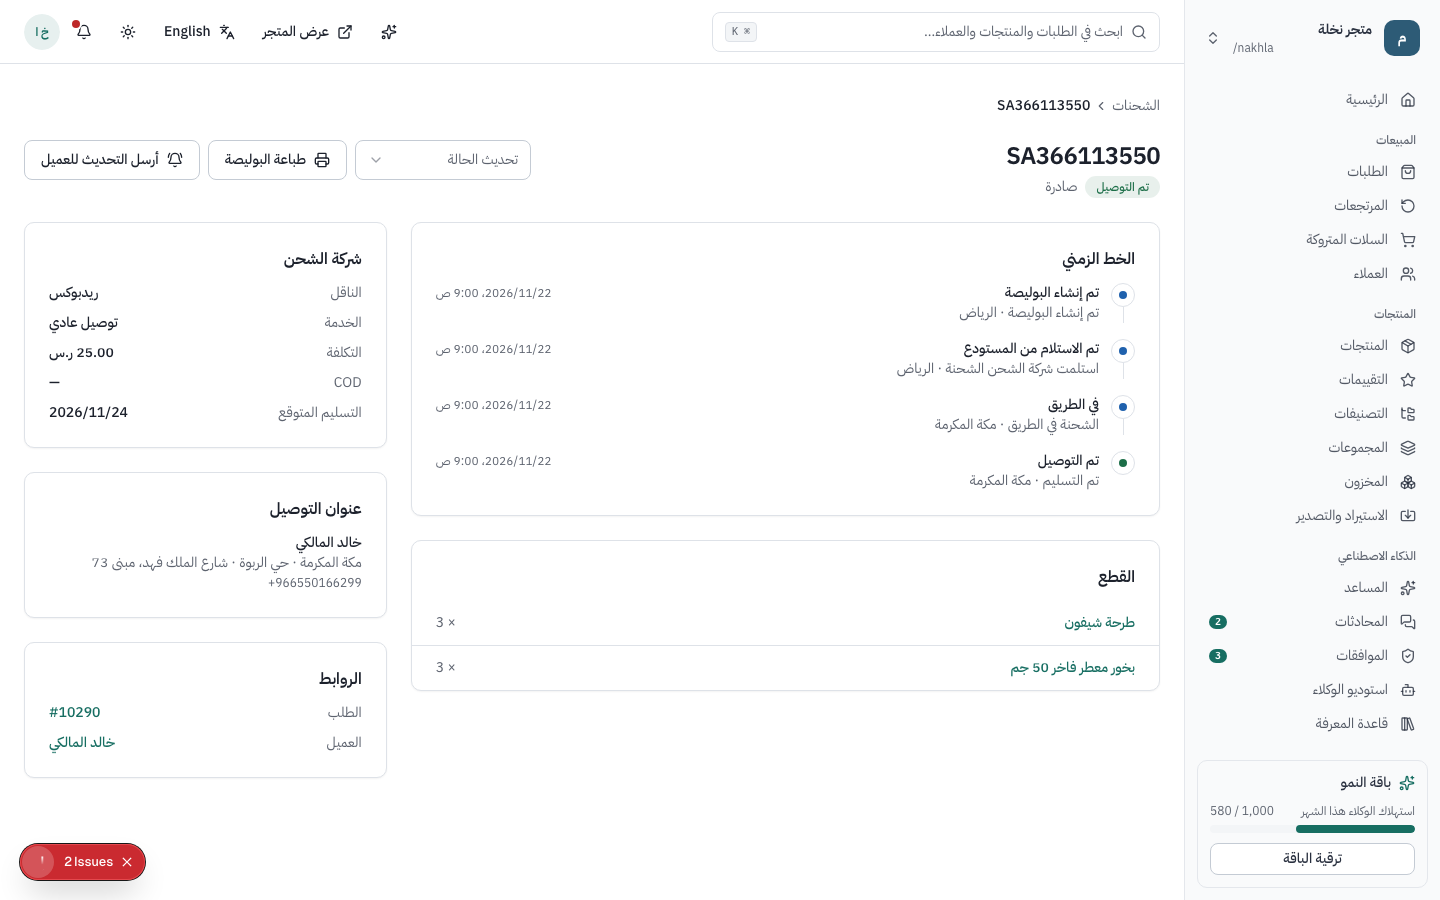 متجر نخلة
/nakhla
الرئيسية
المبيعات
الطلبات
المرتجعات
السلات المتروكة
العملاء
المنتجات
المنتجات
التقييمات
التصنيفات
المجموعات
المخزون
الاستيراد والتصدير
الذكاء الاصطناعي
المساعد
المحادثات 2
الموافقات 3
استوديو الوكلاء
قاعدة المعرفة
باقة النمو
استهلاك الوكلاء هذا الشهر 580 / 1,000
ترقية الباقة
ابحث في الطلبات والمنتجات والعملاء... ⌘ K
عرض المتجر
English
خ ا
الشحنات
SA366113550
SA366113550
تم التوصيل صادرة
تحديث الحالة
طباعة البوليصة
أرسل التحديث للعميل
الخط الزمني
تم إنشاء البوليصة 2026/11/22، 9:00 ص
تم إنشاء البوليصة · الرياض
تم الاستلام من المستودع 2026/11/22، 9:00 ص
استلمت شركة الشحن الشحنة · الرياض
في الطريق 2026/11/22، 9:00 ص
الشحنة في الطريق · مكة المكرمة
تم التوصيل 2026/11/22، 9:00 ص
تم التسليم · مكة المكرمة
القطع
طرحة شيفون × 3
بخور معطر فاخر 50 جم × 3
شركة الشحن
الناقل ريدبوكس
الخدمة توصيل عادي
التكلفة 25.00 ر.س
COD —
التسليم المتوقع 2026/11/24
عنوان التوصيل
خالد المالكي
مكة المكرمة · حي الربوة · شارع الملك فهد، مبنى 73
+966550166299
الروابط
الطلب #10290
العميل خالد المالكي
2 Issues